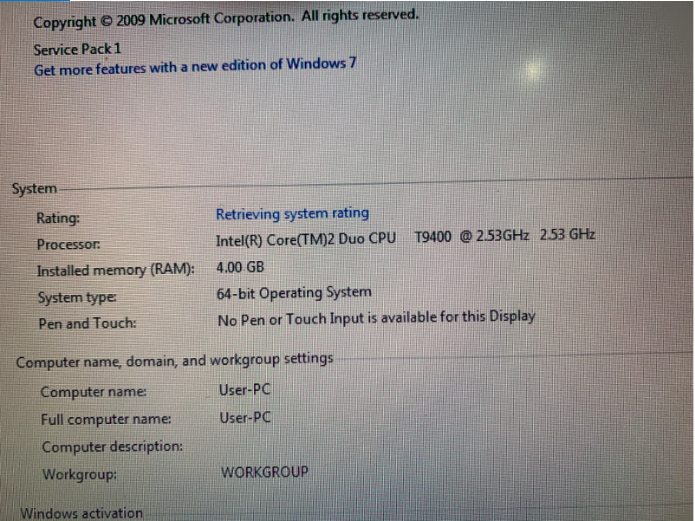 Copyright © 2009 Microsoft Corporation. All rights reserved.
Service Pack 1
Get more features with a new edition of Windows 7
System
Rating: Retrieving system rating
Processor: Intel(R) Core(TM)2 Duo CPU T9400 @ 2.53GHz 2.53 GHz
Installed memory (RAM): 4.00 GB
System type: 64-bit Operating System
Pen and Touch: No Pen or Touch Input is available for this Display
Computer name, domain, and workgroup settings
Computer name: User-PC
Full computer name: User-PC
Computer description:
Workgroup: WORKGROUP
Windows activation